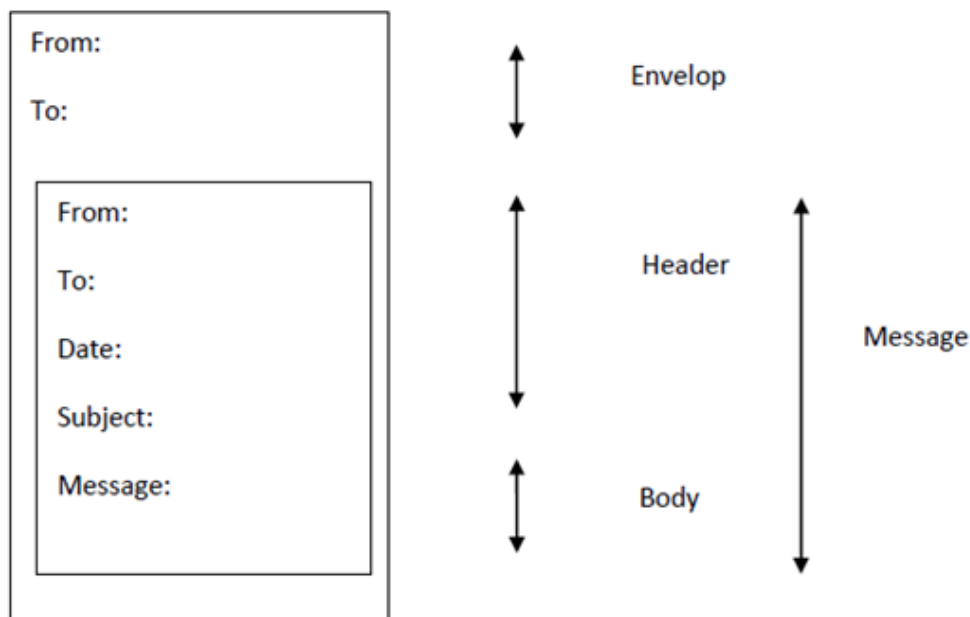 From:
Envelop
To:
From:
Header
To:
Date:
Message
Subject:
Message:
Body